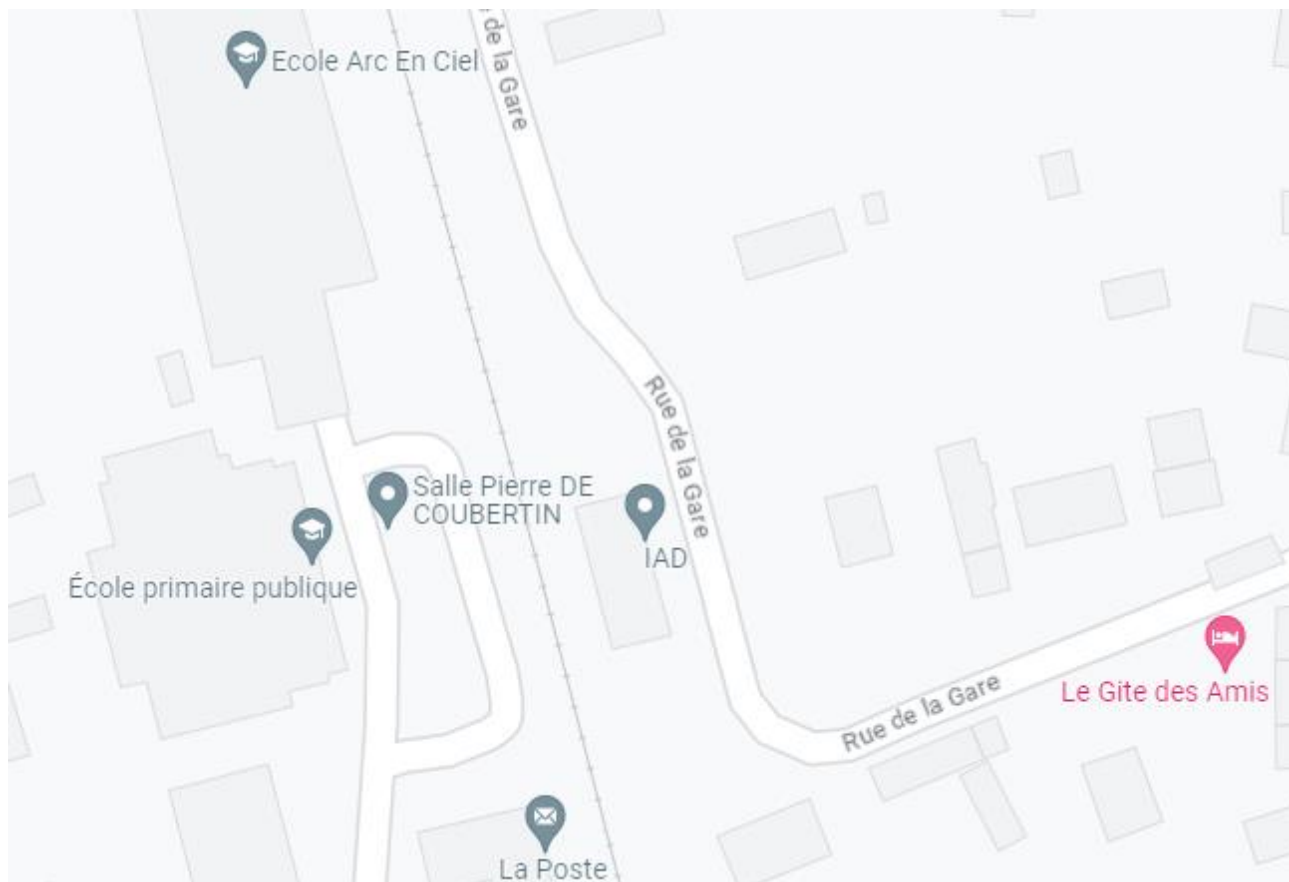 Ecole Arc En Ciel
de la Gare
Rue de la Gare
Salle Pierre DE
COUBERTIN
IAD
École primaire publique
Le Gite des Amis
Rue de la Gare
La Poste